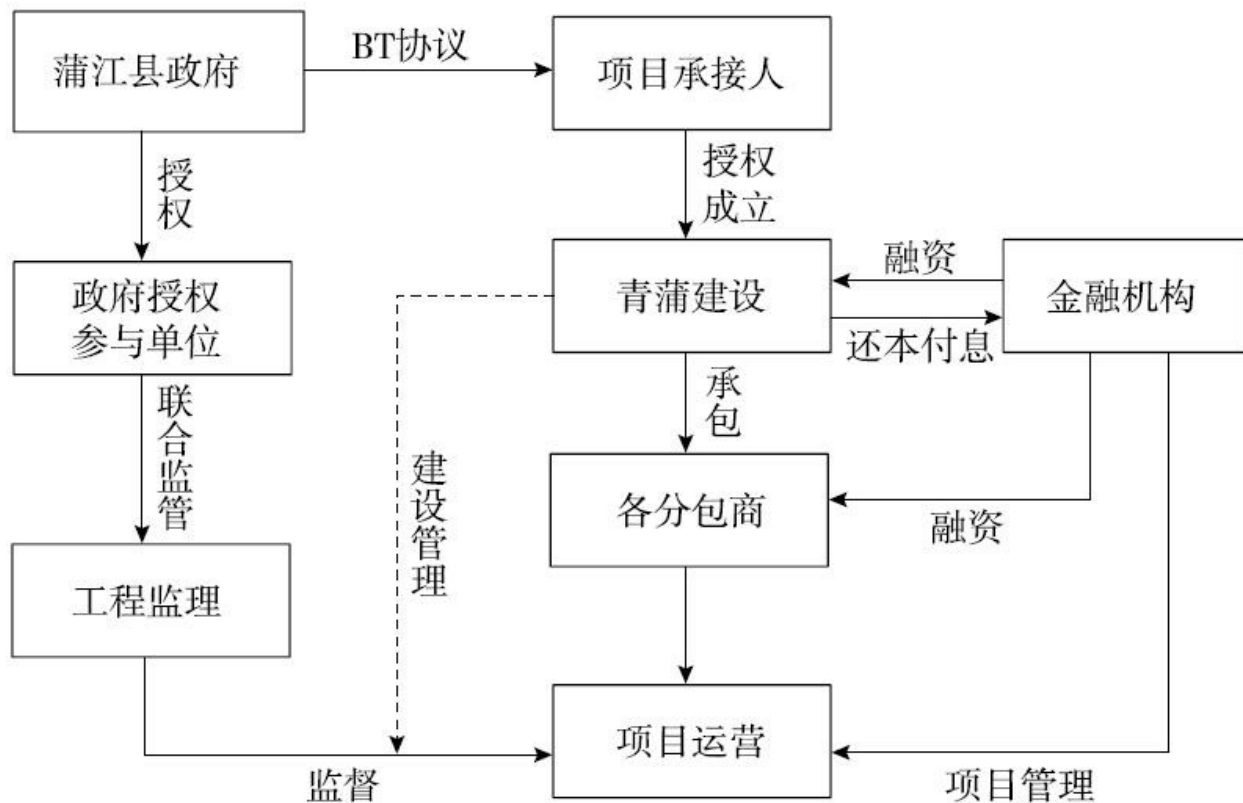 蒲江县政府
BT协议
项目承接人
授权
授权
成立
政府授权
参与单位
青蒲建设
融资
还本付息
金融机构
联合监管
建设管理
承包
各分包商
融资
工程监理
项目运营
监督
项目管理